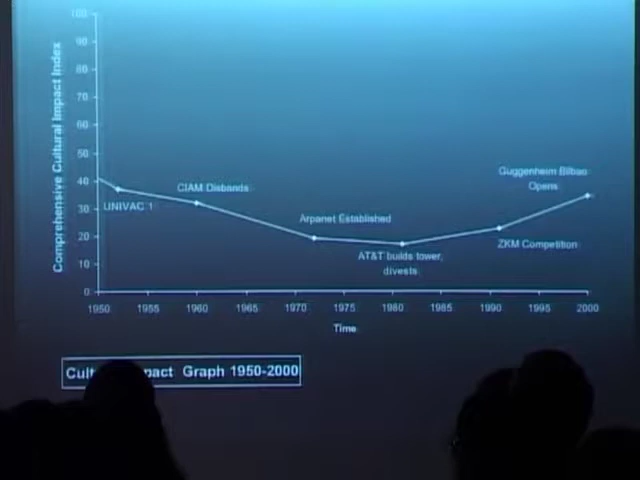 100
90
80
70
60
50
40
30
20
10
0
Comprehensive Cultural Impact Index
UNIVAC 1
CIAM Disbands
Arpanet Established
AT&T builds tower,
divests
Guggenheim Bilbao
Opens
ZKM Competition
1950 1955 1960 1965 1970 1975 1980 1985 1990 1995 2000
Time
Graph 1950-2000